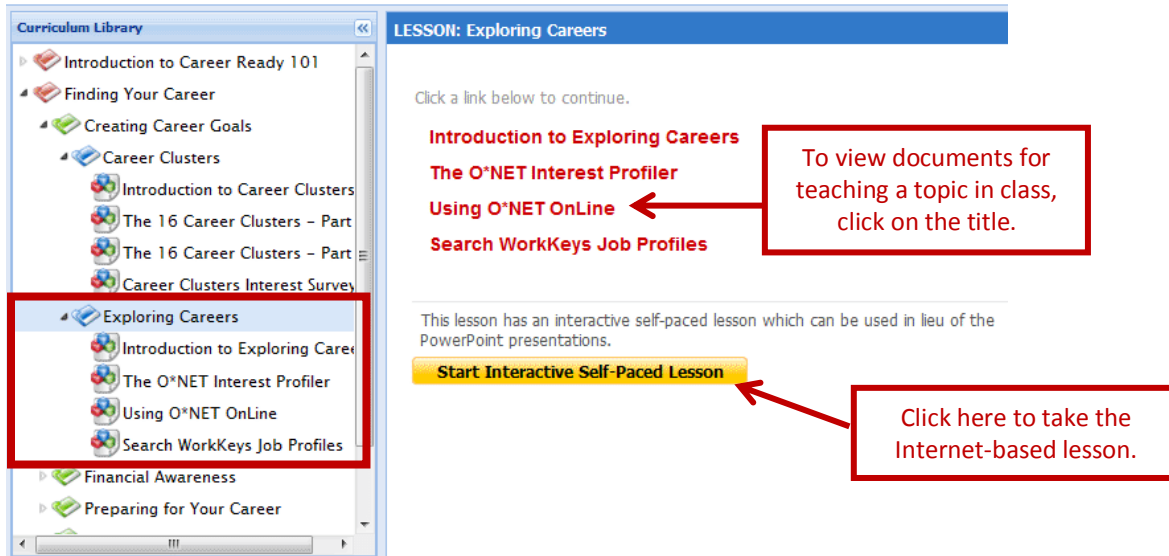 Curriculum Library
Introduction to Career Ready 101
Finding Your Career
Creating Career Goals
Career Clusters
Introduction to Career Clusters
The 16 Career Clusters – Part
The 16 Career Clusters – Part
Career Clusters Interest Survey
Exploring Careers
Introduction to Exploring Caree
The O*NET Interest Profiler
Using O*NET OnLine
Search WorkKeys Job Profiles
Financial Awareness
Preparing for Your Career
LESSON: Exploring Careers
Click a link below to continue.
Introduction to Exploring Careers
The O*NET Interest Profiler
Using O*NET OnLine
Search WorkKeys Job Profiles
To view documents for
teaching a topic in class,
click on the title.
This lesson has an interactive self-paced lesson which can be used in lieu of the
PowerPoint presentations.
Start Interactive Self-Paced Lesson
Click here to take the
Internet-based lesson.